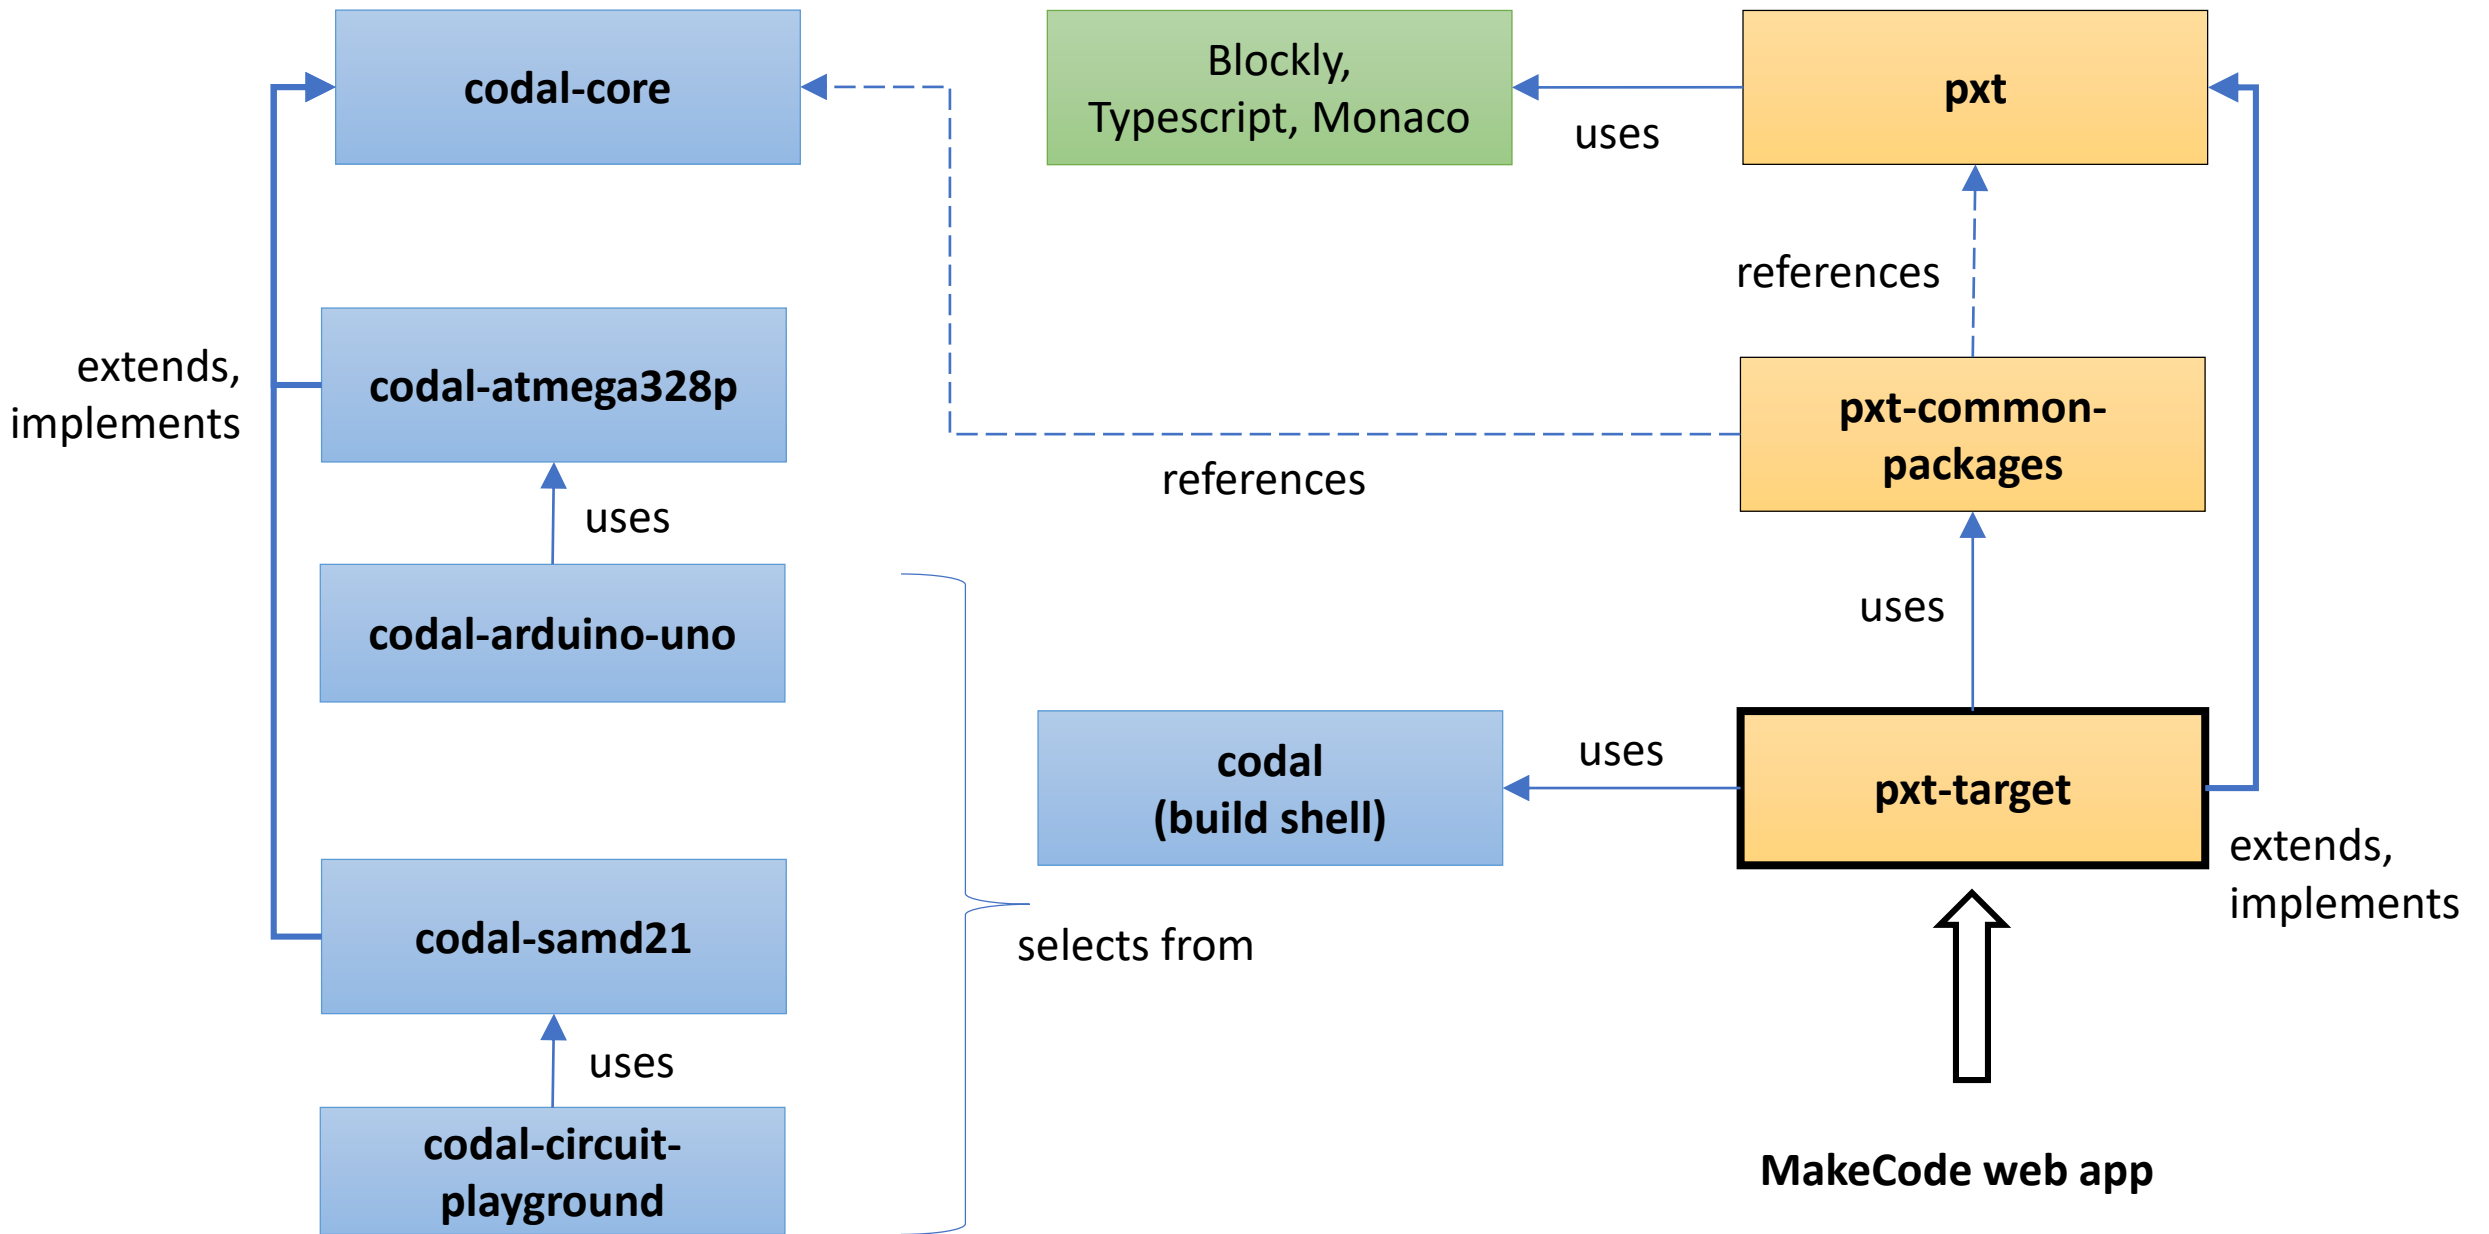 codal-core
Blockly,
Typescript, Monaco
uses
pxt
references
extends,
implements
codal-atmega328p
pxt-common-
packages
references
uses
codal-arduino-uno
uses
codal
(build shell)
uses
pxt-target
extends,
implements
codal-samd21
selects from
uses
codal-circuit-
playground
MakeCode web app